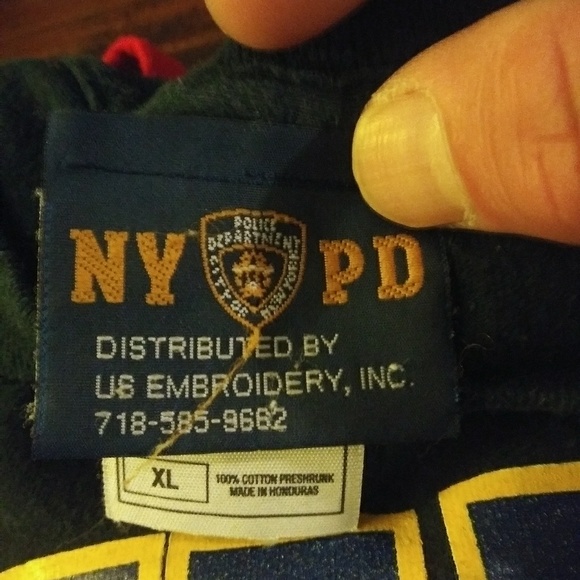 NY PD
POLICE
DEPARTMENT
CITY OF
NEW YORK
DISTRIBUTED BY
US EMBROIDERY, INC.
718-585-9682
XL
100% COTTON PRESHRUNK
MADE IN HONDURAS